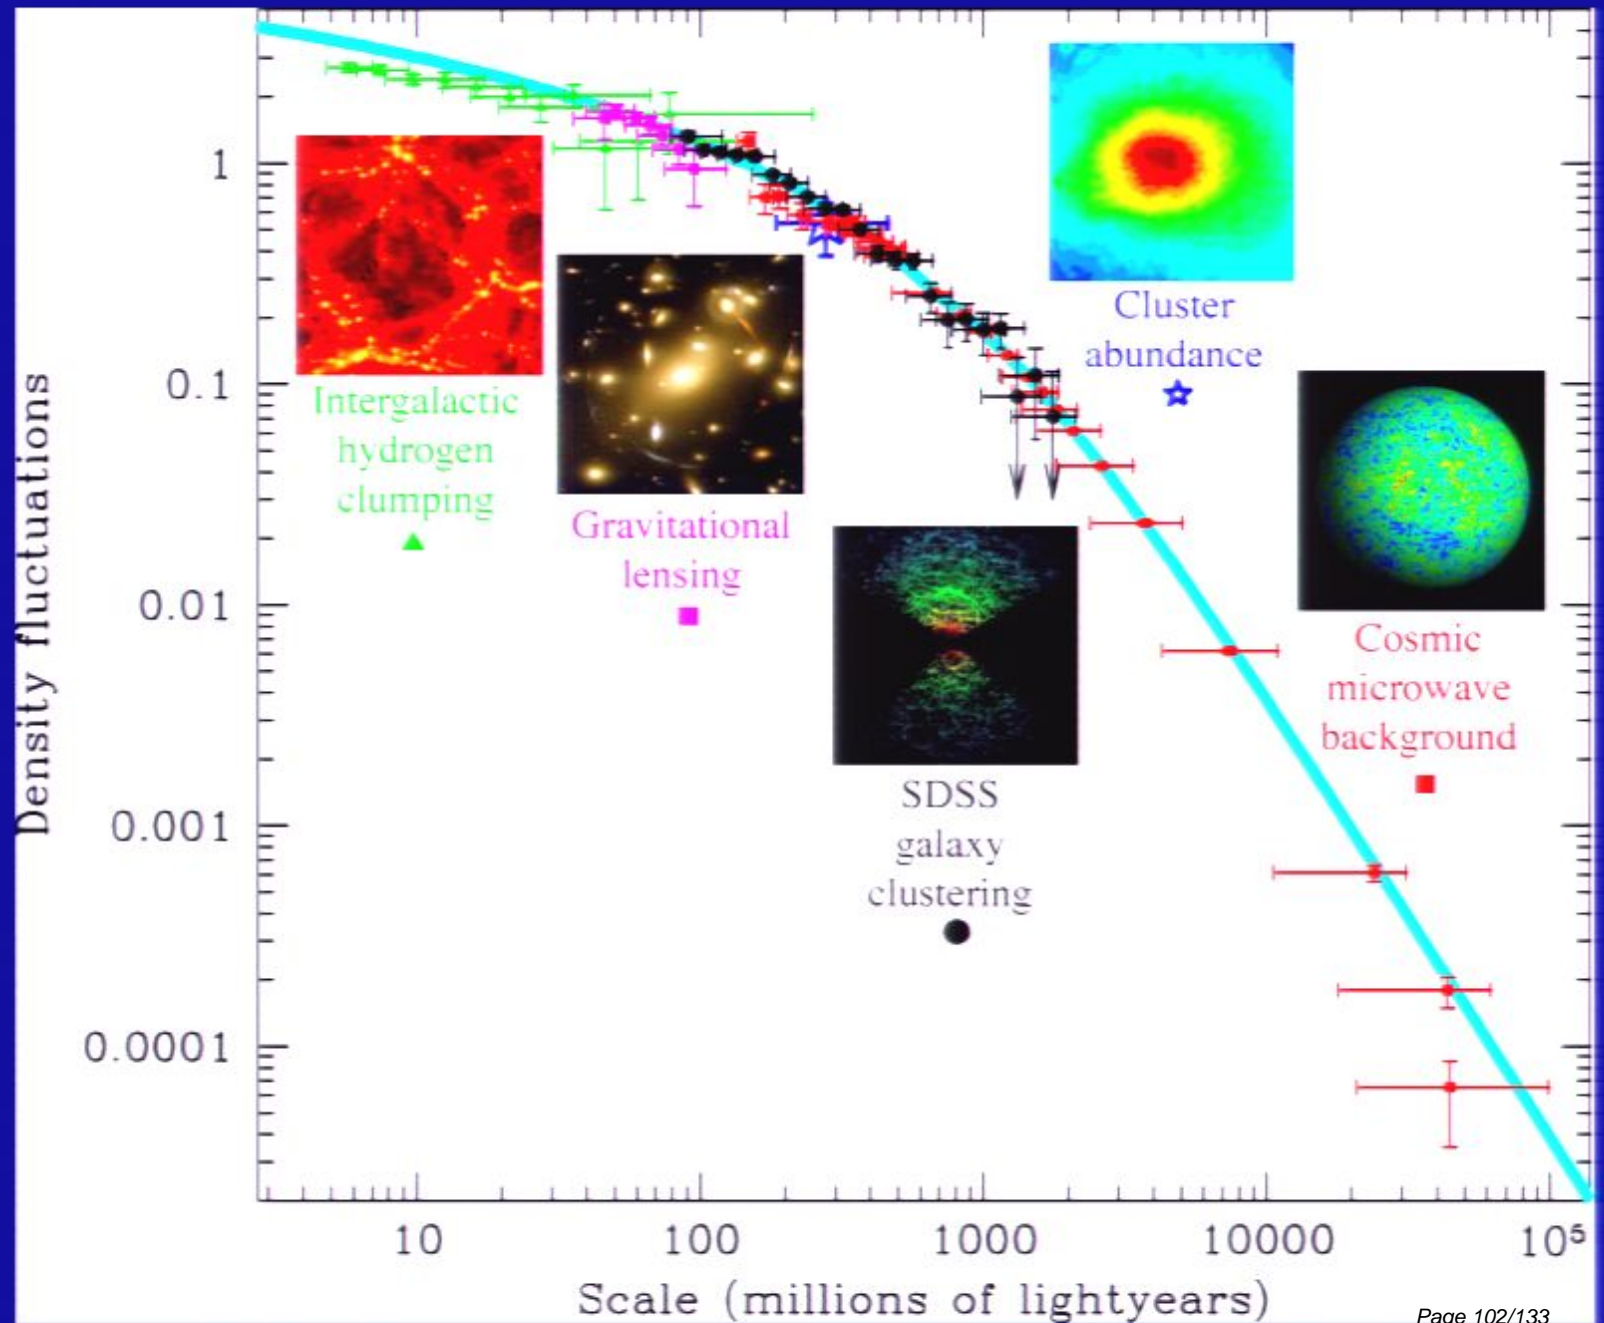 Density fluctuations
1
0.1
0.01
0.001
0.0001
Intergalactic
hydrogen
clumping
Gravitational
lensing
SDSS
galaxy
clustering
Cluster
abundance
Cosmic
microwave
background
10
100
1000
10000
10⁵
Scale (millions of lightyears)
Page 102/133